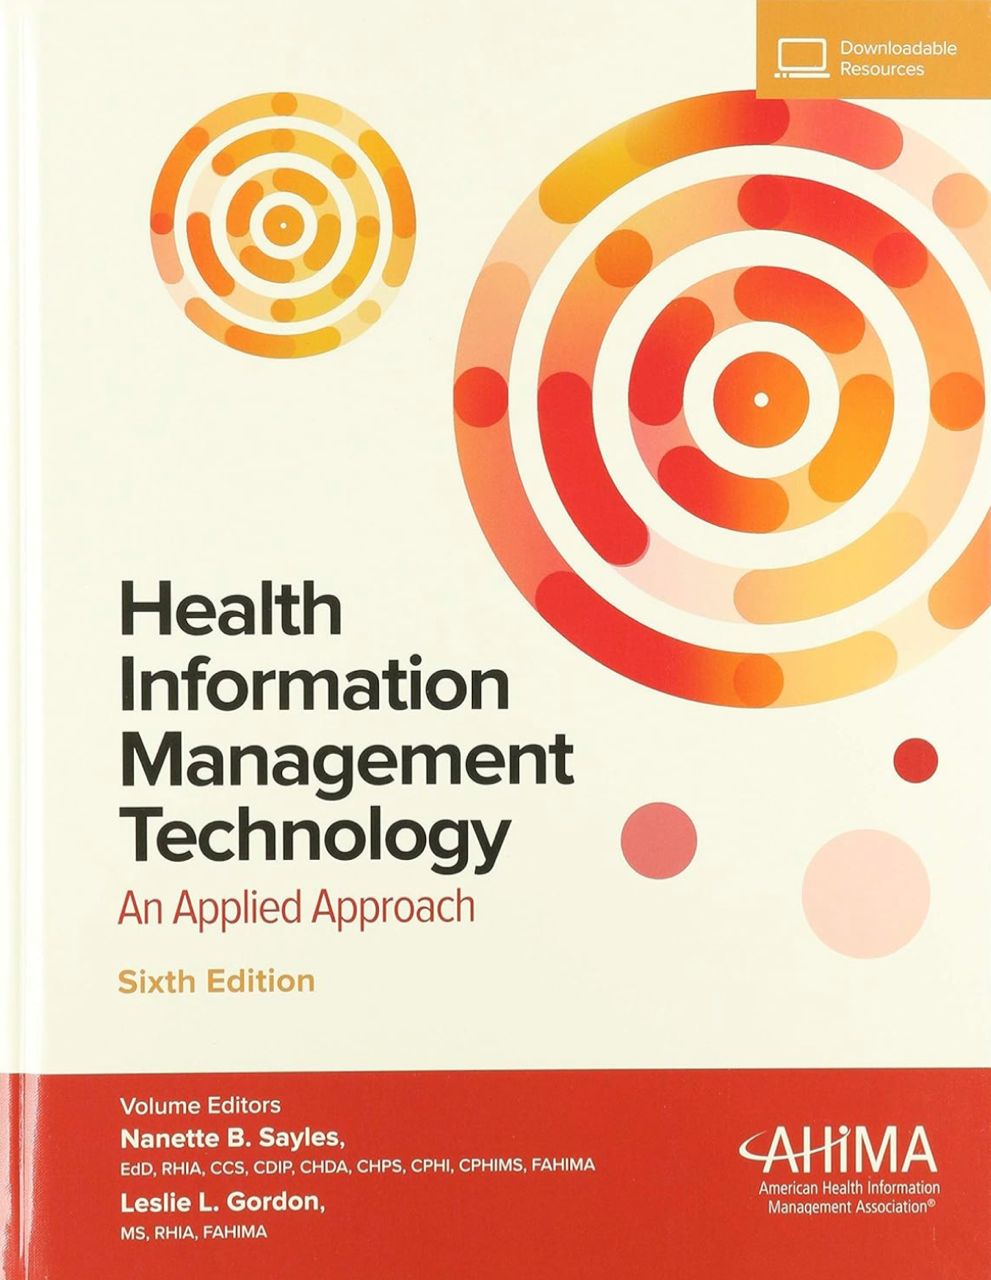 Downloadable
Resources
Health
Information
Management
Technology
An Applied Approach
Sixth Edition
Volume Editors
Nanette B. Sayles,
EdD, RHIA, CCS, CDIP, CHDA, CHPS, CPHI, CPHIMS, FAHIMA
Leslie L. Gordon,
MS, RHIA, FAHIMA
AHiMA
American Health Information
Management Association®